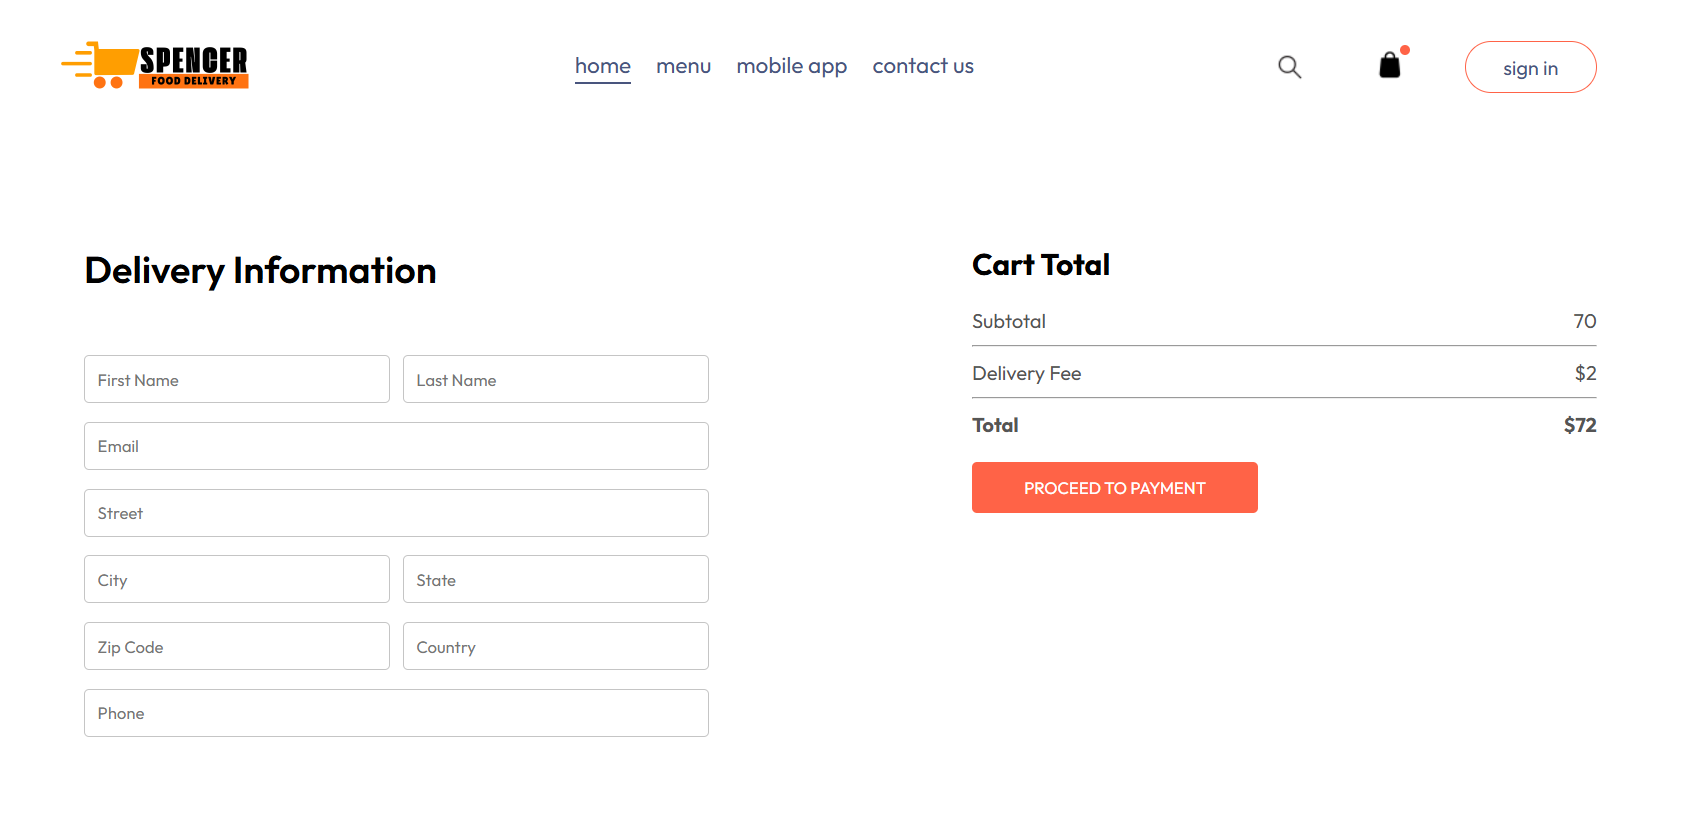 SPENCER
FOOD DELIVERY
home menu mobile app contact us
sign in
Delivery Information
First Name Last Name
Email
Street
City State
Zip Code Country
Phone
Cart Total
Subtotal 70
Delivery Fee $2
Total $72
PROCEED TO PAYMENT